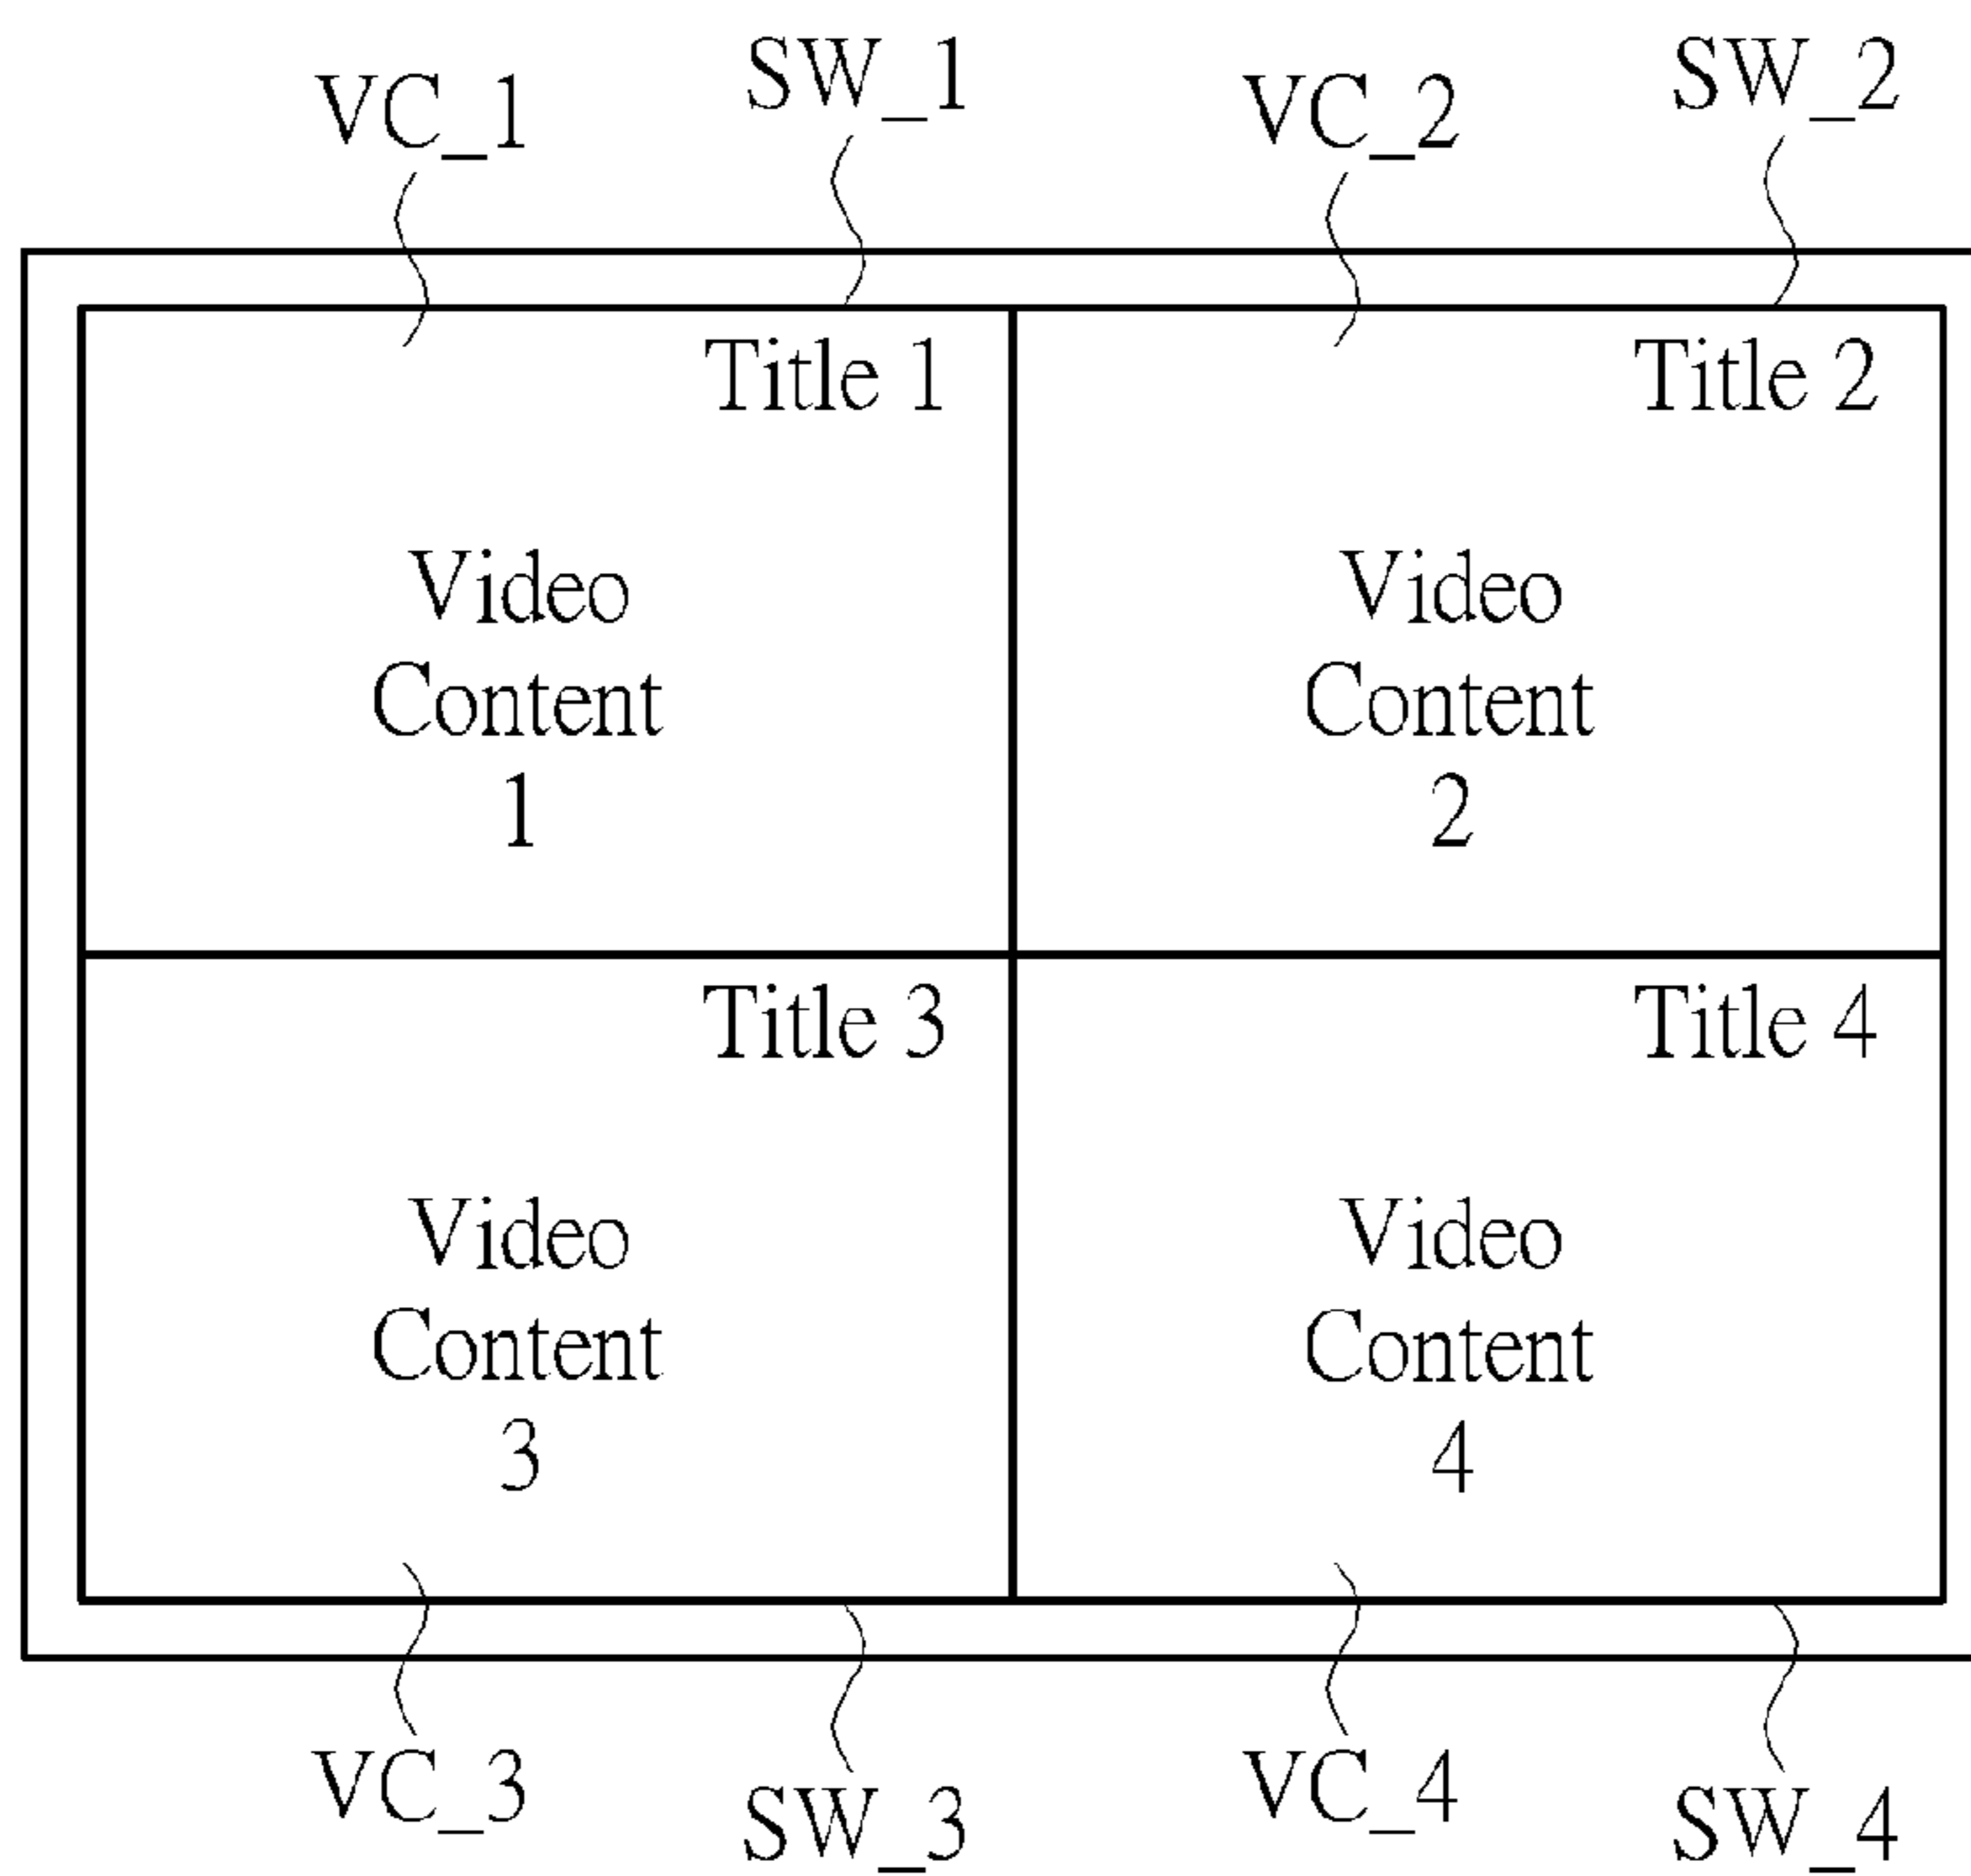 VC_1 SW_1 VC_2 SW_2
Title 1
Title 2
Video
Content
1
Video
Content
2
Title 3
Title 4
Video
Content
3
Video
Content
4
VC_3 SW_3 VC_4 SW_4